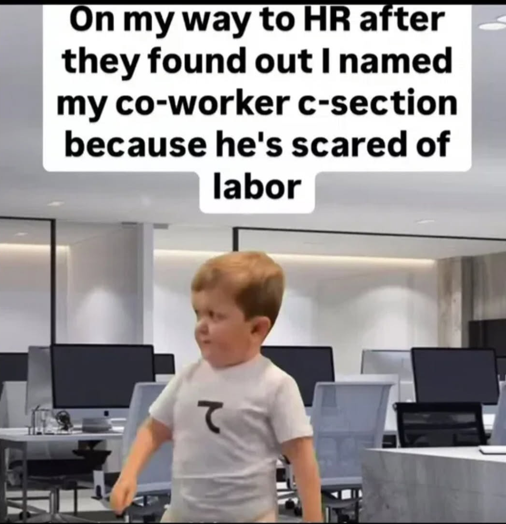 On my way to HR after
they found out I named
my co-worker c-section
because he's scared of
labor